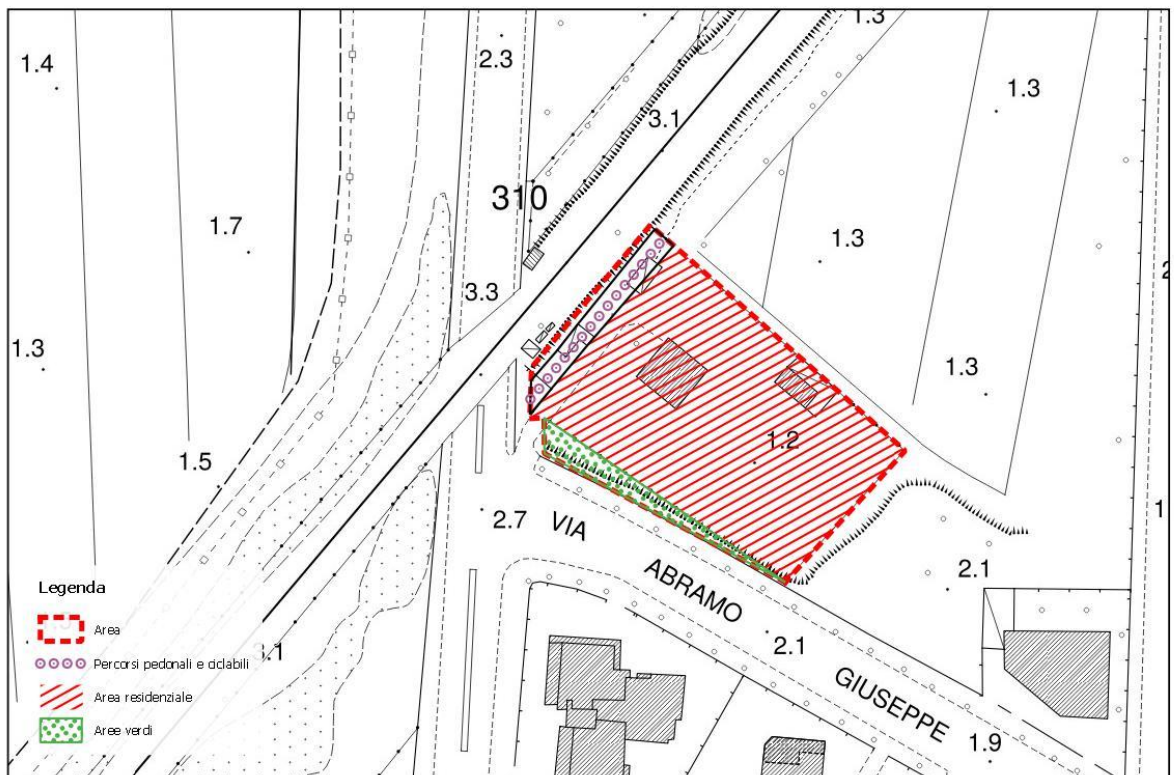 1.3
1.4
2.3
1.3
3.1
310
1.7
1.3
3.3
1.3
1.3
1.2
1.5
2.7
VIA
ABRAMO
GIUSEPPE
2.1
2.1
1.9
Legenda
Area
Percorsi pedonali e ciclabili
Area residenziale
Aree verdi